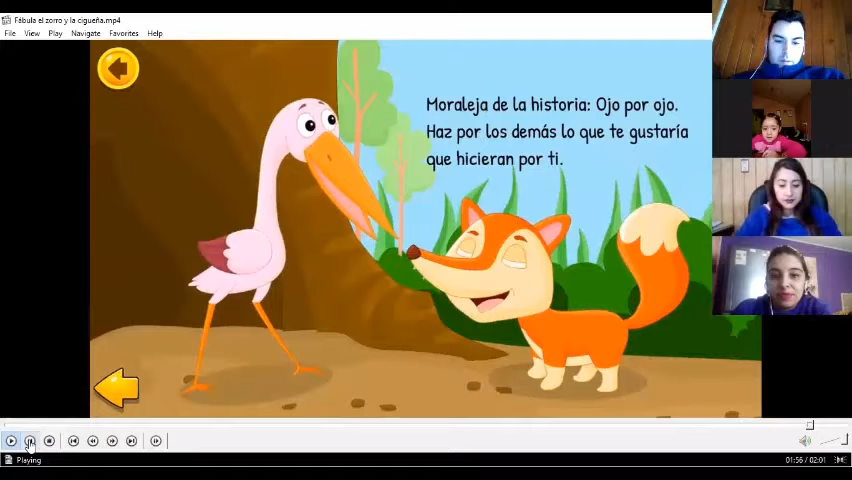 Fábula el zorro y la cigueña.mp4
File View Play Navigate Favorites Help
Moraleja de la historia: Ojo por ojo.
Haz por los demás lo que te gustaría
que hicieran por ti.
Playing
01:56 / 02:01